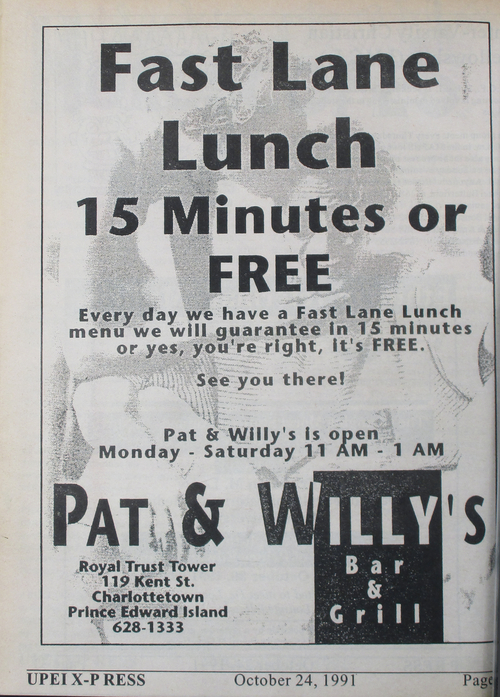 Fast Lane
Lunch
15 Minutes or
FREE
Every day we have a Fast Lane Lunch
menu we will guarantee in 15 minutes
or yes, you're right, it's FREE.
See you there!
Pat & Willy's is open
Monday - Saturday 11 AM - 1 AM
PAT & WILLY'S
Royal Trust Tower
119 Kent St.
Charlottetown
Prince Edward Island
628-1333
Bar
&
Grill
UPEI X-PRESS October 24, 1991 Page